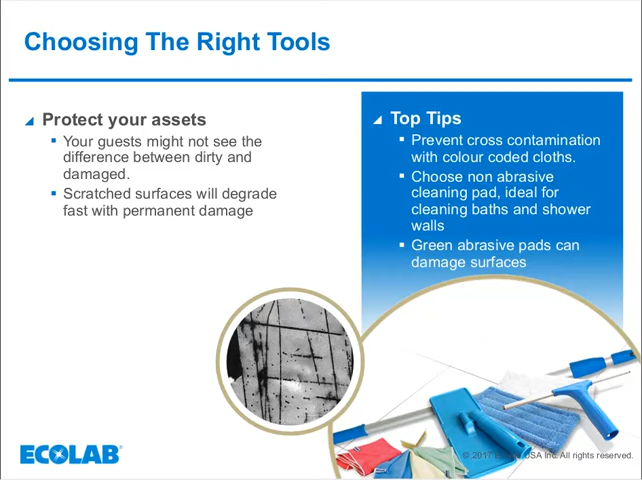 Choosing The Right Tools
Protect your assets
Your guests might not see the
difference between dirty and
damaged.
Scratched surfaces will degrade
fast with permanent damage
Top Tips
Prevent cross contamination
with colour coded cloths.
Choose non abrasive
cleaning pad, ideal for
cleaning baths and shower
walls
Green abrasive pads can
damage surfaces
ECOLAB®
© 2017 USA Inc. All rights reserved.